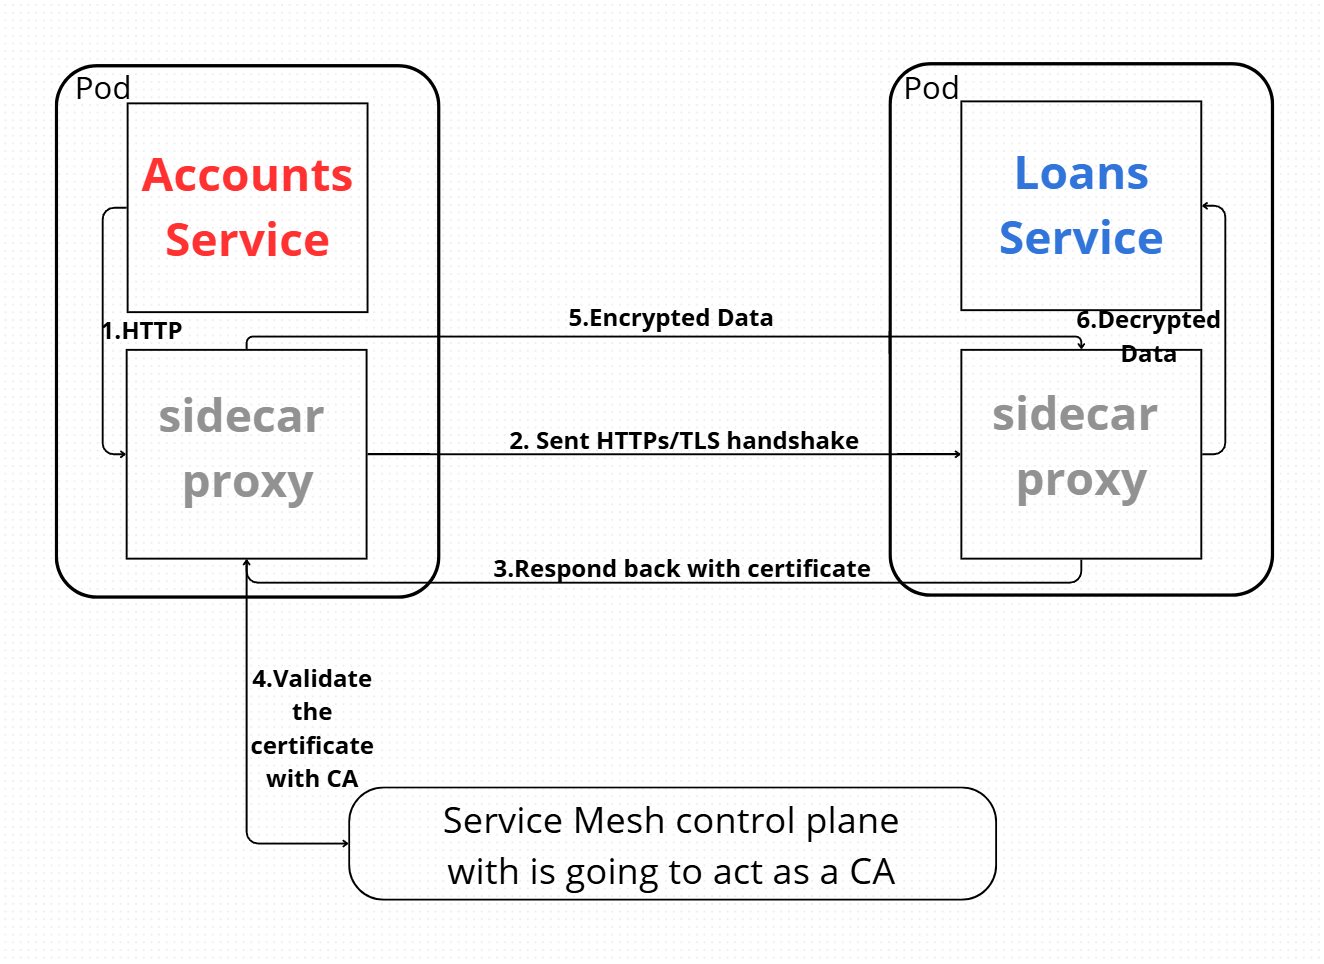 Pod
Accounts
Service
1.HTTP
sidecar
proxy
Pod
Loans
Service
5.Encrypted Data
6.Decrypted
Data
2. Sent HTTPs/TLS handshake
sidecar
proxy
3.Respond back with certificate
4.Validate
the
certificate
with CA
Service Mesh control plane
with is going to act as a CA